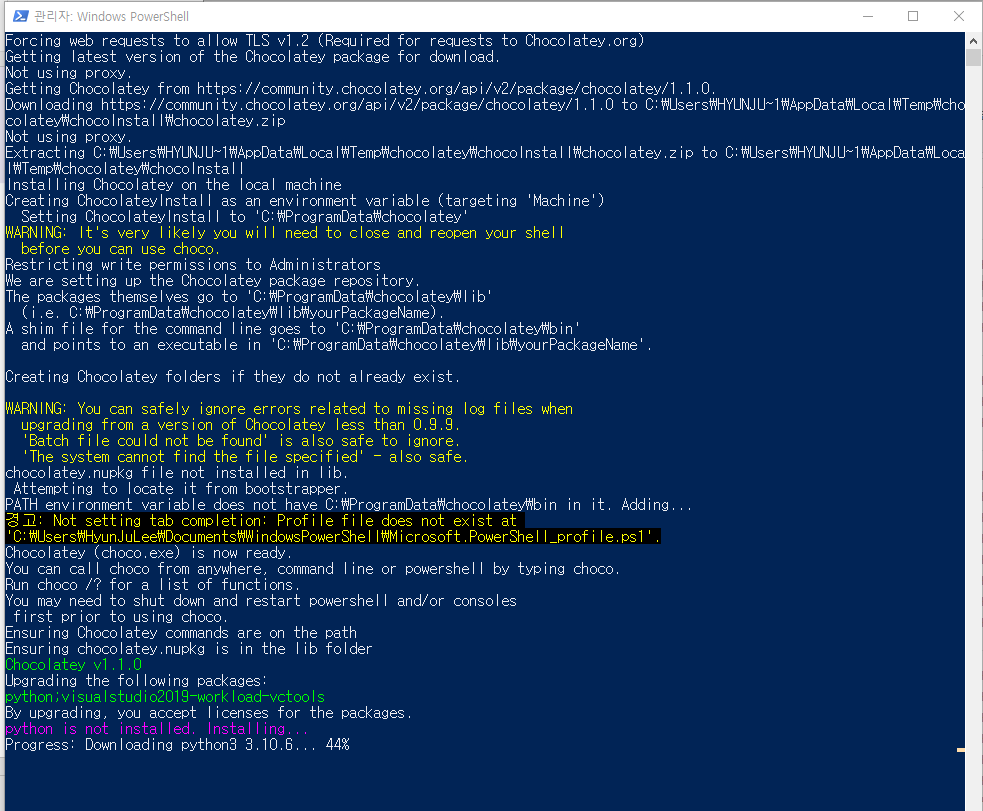 관리자: Windows PowerShell
Forcing web requests to allow TLS v1.2 (Required for requests to Chocolatey.org)
Getting latest version of the Chocolatey package for download.
Not using proxy.
Getting Chocolatey from https://community.chocolatey.org/api/v2/package/chocolatey/1.1.0.
Downloading https://community.chocolatey.org/api/v2/package/chocolatey/1.1.0 to C:₩Users₩HYUNJU~1₩AppData₩Local₩Temp₩cho
colatey₩chocoInstall₩chocolatey.zip
Not using proxy.
Extracting C:₩Users₩HYUNJU~1₩AppData₩Local₩Temp₩chocolatey₩chocoInstall₩chocolatey.zip to C:₩Users₩HYUNJU~1₩AppData₩Loca
l₩Temp₩chocolatey₩chocoInstall
Installing Chocolatey on the local machine
Creating ChocolateyInstall as an environment variable (targeting 'Machine')
  Setting ChocolateyInstall to 'C:₩ProgramData₩chocolatey'
WARNING: It's very likely you will need to close and reopen your shell
  before you can use choco.
Restricting write permissions to Administrators
We are setting up the Chocolatey package repository.
The packages themselves go to 'C:₩ProgramData₩chocolatey₩lib'
  (i.e. C:₩ProgramData₩chocolatey₩lib₩yourPackageName).
A shim file for the command line goes to 'C:₩ProgramData₩chocolatey₩bin'
  and points to an executable in 'C:₩ProgramData₩chocolatey₩lib₩yourPackageName'.
Creating Chocolatey folders if they do not already exist.
WARNING: You can safely ignore errors related to missing log files when
  upgrading from a version of Chocolatey less than 0.9.9.
  'Batch file could not be found' is also safe to ignore.
  'The system cannot find the file specified' - also safe.
chocolatey.nupkg file not installed in lib.
 Attempting to locate it from bootstrapper.
PATH environment variable does not have C:₩ProgramData₩chocolatey₩bin in it. Adding...
경고: Not setting tab completion: Profile file does not exist at
'C:₩Users₩HyunJuLee₩Documents₩WindowsPowerShell₩Microsoft.PowerShell_profile.ps1'.
Chocolatey (choco.exe) is now ready.
You can call choco from anywhere, command line or powershell by typing choco.
Run choco /? for a list of functions.
You may need to shut down and restart powershell and/or consoles
 first prior to using choco.
Ensuring Chocolatey commands are on the path
Ensuring chocolatey.nupkg is in the lib folder
Chocolatey v1.1.0
Upgrading the following packages:
python;visualstudio2019-workload-vctools
By upgrading, you accept licenses for the packages.
python is not installed. Installing...
Progress: Downloading python3 3.10.6... 44%